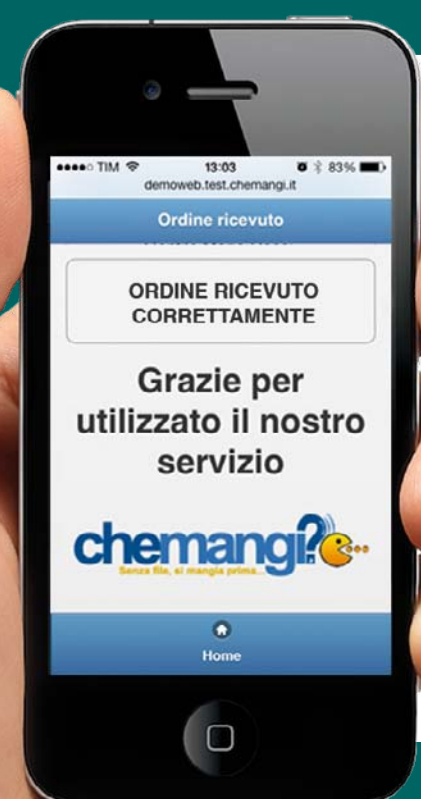 TIM 13:03 83%
demoweb.test.chemangi.it
Ordine ricevuto
ORDINE RICEVUTO
CORRETTAMENTE
Grazie per
utilizzato il nostro
servizio
chemangi?
Senza file, si mangia prima...
Home